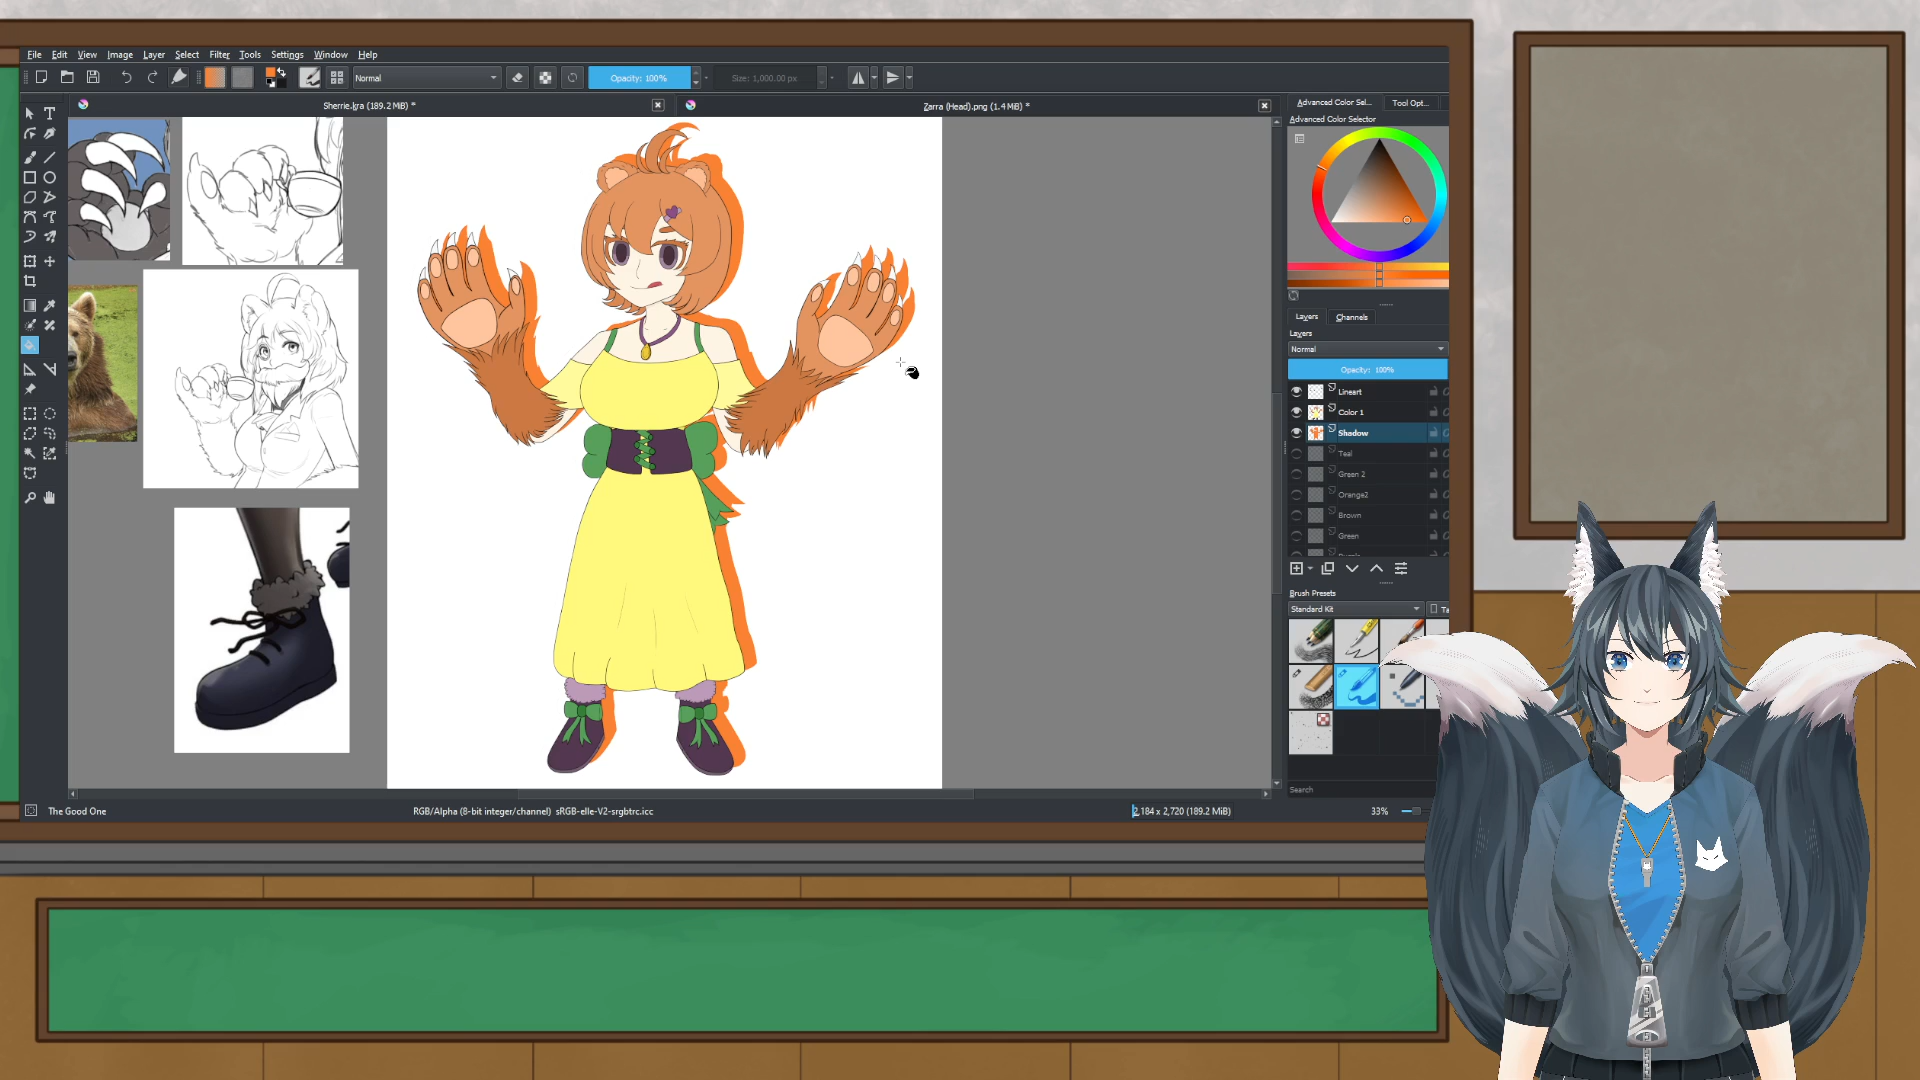 File Edit View Image Layer Select Filter Tools Settings Window Help
Normal Opacity: 100% Size: 1,000.00 px
Sherrie.kra (189.2 MiB) * Zarra (Head).png (1.4 MiB) *
Advanced Color Sel... Tool Opt...
Advanced Color Selector
Layers Channels
Layers
Normal
Opacity: 100%
Lineart
Color 1
Shadow
Teal
Green 2
Orange2
Brown
Green
Brush Presets
Standard Kit
Search
The Good One RGB/Alpha (8-bit integer/channel) sRGB-elle-V2-srgbtrc.icc 2,184 x 2,720 (189.2 MiB) 33%